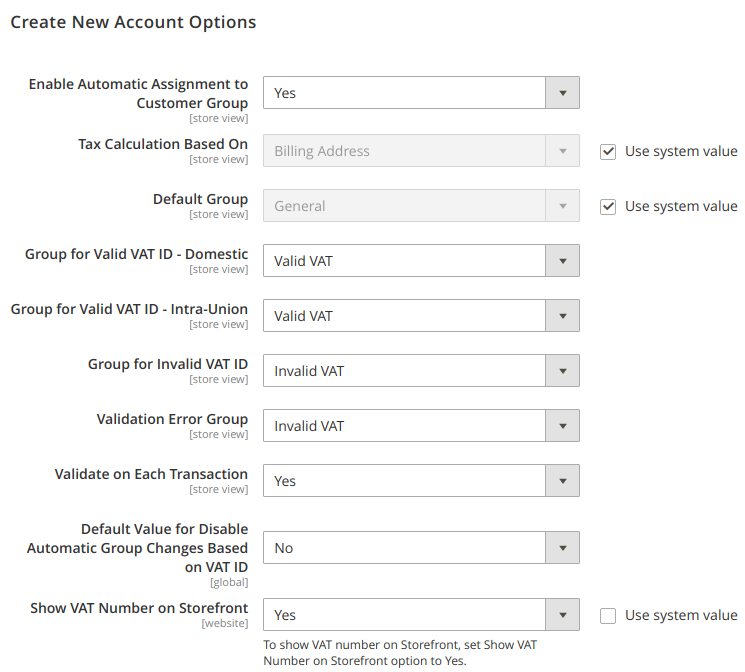 Create New Account Options
Enable Automatic Assignment to
Customer Group
[store view]
Yes
Tax Calculation Based On
[store view]
Billing Address
Use system value
Default Group
[store view]
General
Use system value
Group for Valid VAT ID - Domestic
[store view]
Valid VAT
Group for Valid VAT ID - Intra-Union
[store view]
Valid VAT
Group for Invalid VAT ID
[store view]
Invalid VAT
Validation Error Group
[store view]
Invalid VAT
Validate on Each Transaction
[store view]
Yes
Default Value for Disable
Automatic Group Changes Based
on VAT ID
[global]
No
Show VAT Number on Storefront
[website]
Yes
Use system value
To show VAT number on Storefront, set Show VAT
Number on Storefront option to Yes.